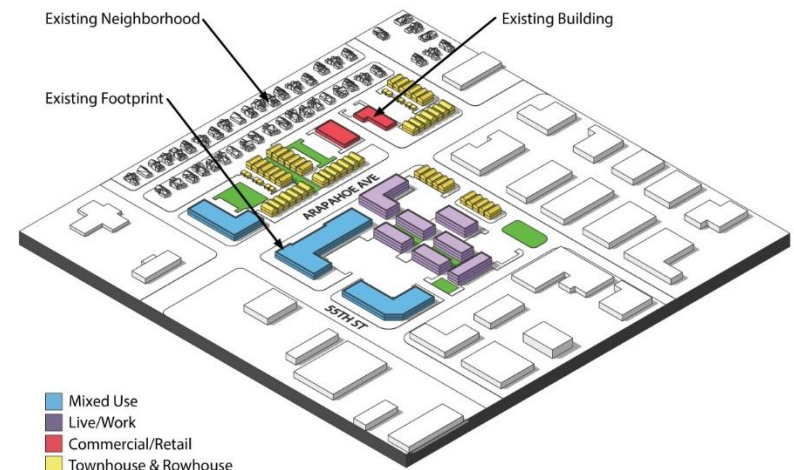 Existing Neighborhood
Existing Building
Existing Footprint
ARAPAHOE AVE
55TH ST
Mixed Use
Live/Work
Commercial/Retail
Townhouse & Rowhouse